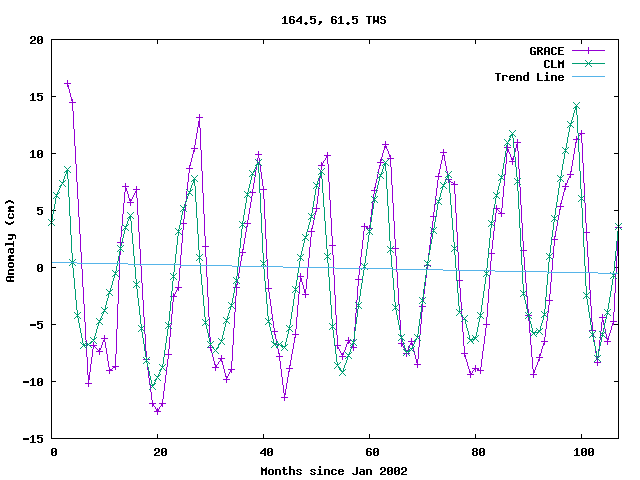 164.5, 61.5 TWS
GRACE
CLM
Trend Line
20
15
10
5
0
-5
-10
-15
Anomaly (cm)
0 20 40 60 80 100
Months since Jan 2002